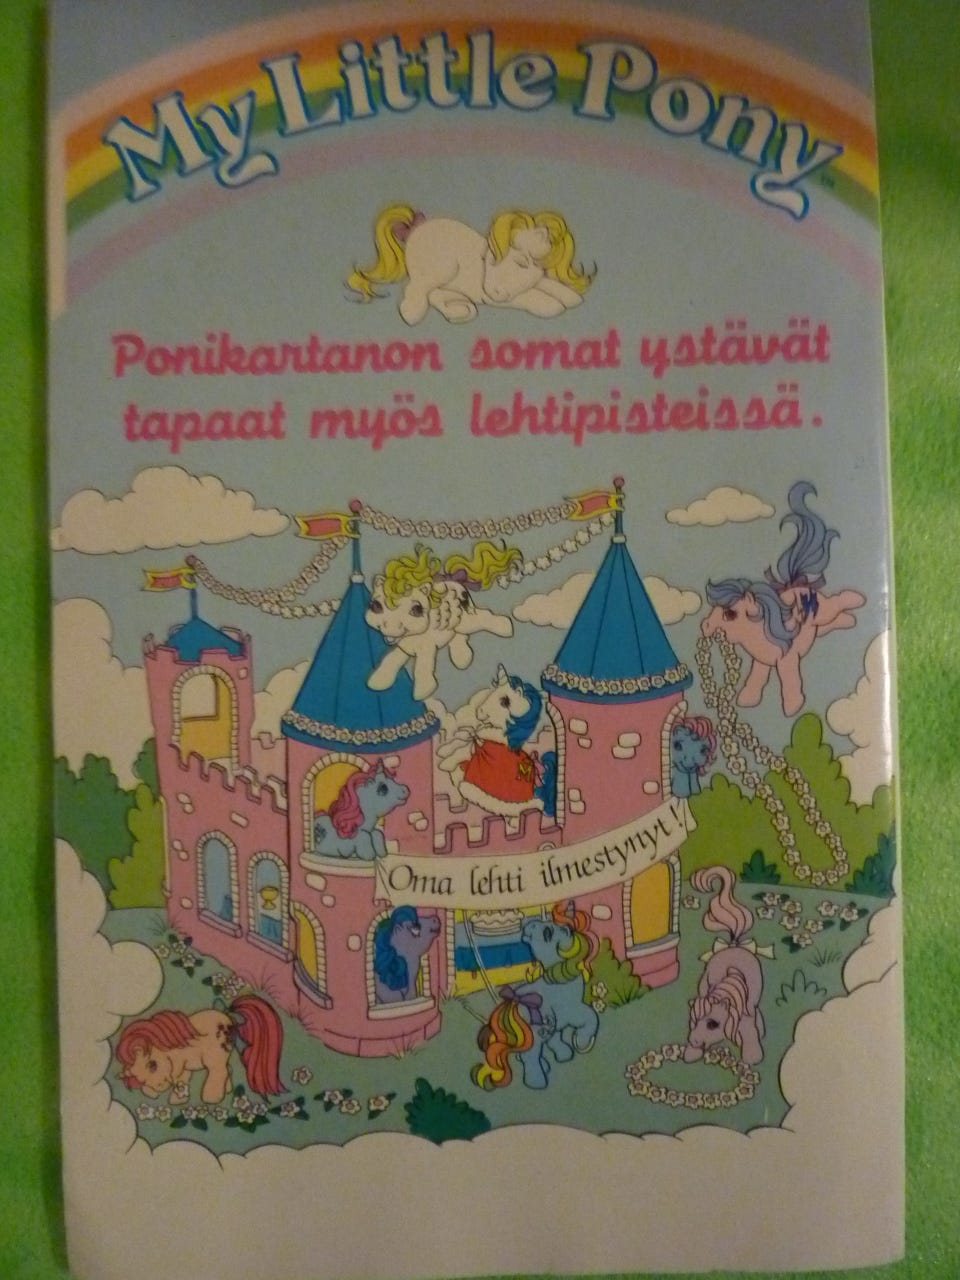 My Little Pony
Ponikartanon somat ystävät
tapaat myös lehtipisteissä.
M
Oma lehti ilmestynyt!